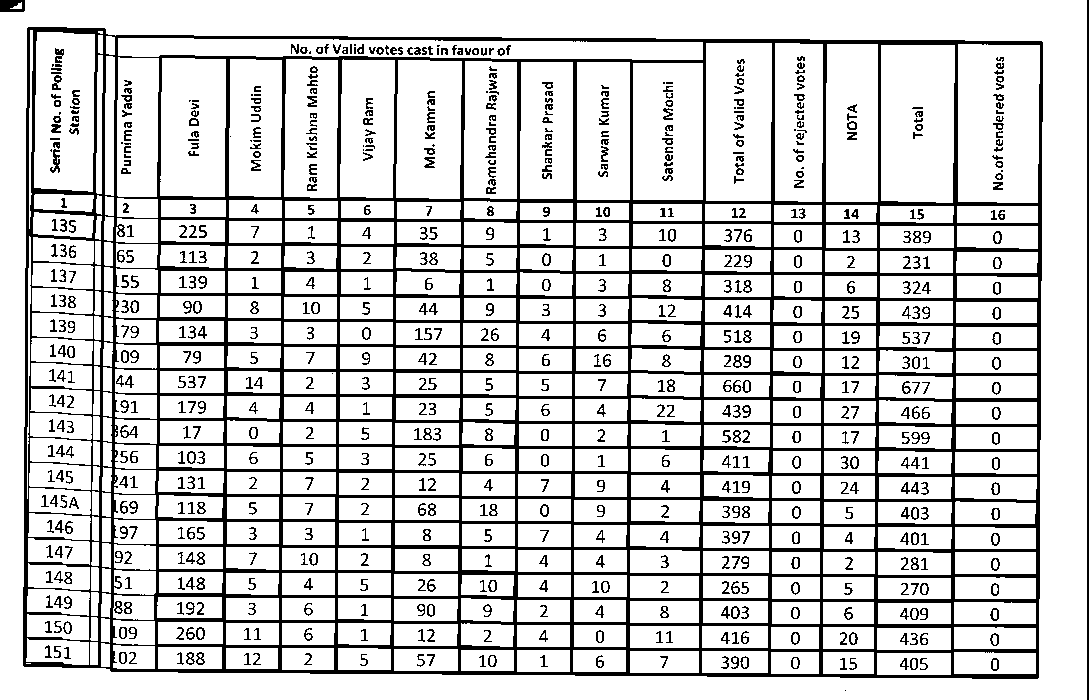 No. of Valid votes cast in favour of
Serial No. of Polling Station Purnima Yadav Fula Devi Mokim Uddin Ram Krishna Mahto Vijay Ram Md. Kamran Ramchandra Rajwar Shankar Prasad Sarwan Kumar Satendra Mochi Total of Valid Votes No. of rejected votes NOTA Total No.of tendered votes
1 2 3 4 5 6 7 8 9 10 11 12 13 14 15 16
135 81 225 7 1 4 35 9 1 3 10 376 0 13 389 0
136 65 113 2 3 2 38 5 0 1 0 229 0 2 231 0
137 155 139 1 4 1 6 1 0 3 8 318 0 6 324 0
138 230 90 8 10 5 44 9 3 3 12 414 0 25 439 0
139 179 134 3 3 0 157 26 4 6 6 518 0 19 537 0
140 109 79 5 7 9 42 8 6 16 8 289 0 12 301 0
141 44 537 14 2 3 25 5 5 7 18 660 0 17 677 0
142 191 179 4 4 1 23 5 6 4 22 439 0 27 466 0
143 364 17 0 2 5 183 8 0 2 1 582 0 17 599 0
144 256 103 6 5 3 25 6 0 1 6 411 0 30 441 0
145 241 131 2 7 2 12 4 7 9 4 419 0 24 443 0
145A 169 118 5 7 2 68 18 0 9 2 398 0 5 403 0
146 197 165 3 3 1 8 5 7 4 4 397 0 4 401 0
147 92 148 7 10 2 8 1 4 4 3 279 0 2 281 0
148 51 148 5 4 5 26 10 4 10 2 265 0 5 270 0
149 88 192 3 6 1 90 9 2 4 8 403 0 6 409 0
150 109 260 11 6 1 12 2 4 0 11 416 0 20 436 0
151 102 188 12 2 5 57 10 1 6 7 390 0 15 405 0